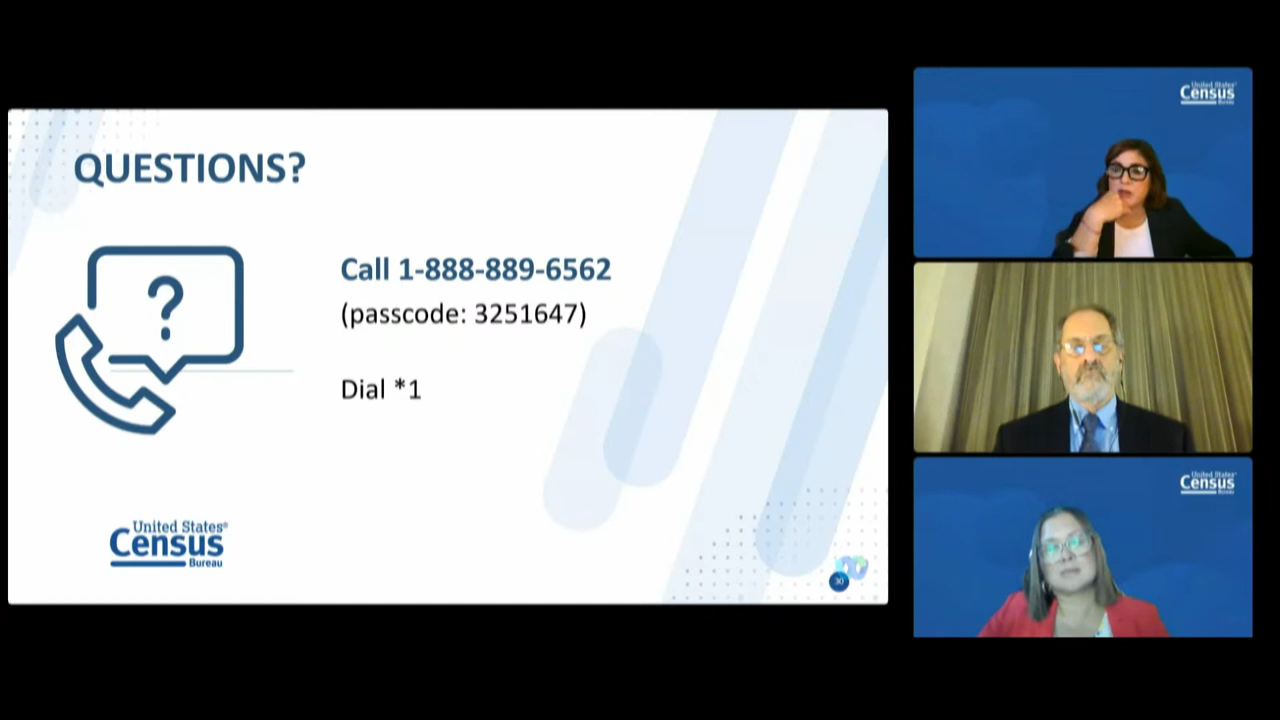 QUESTIONS?
?
Call 1-888-889-6562
(passcode: 3251647)
Dial *1
United States®
Census
Bureau
30
United States®
Census
Bureau
United States®
Census
Bureau